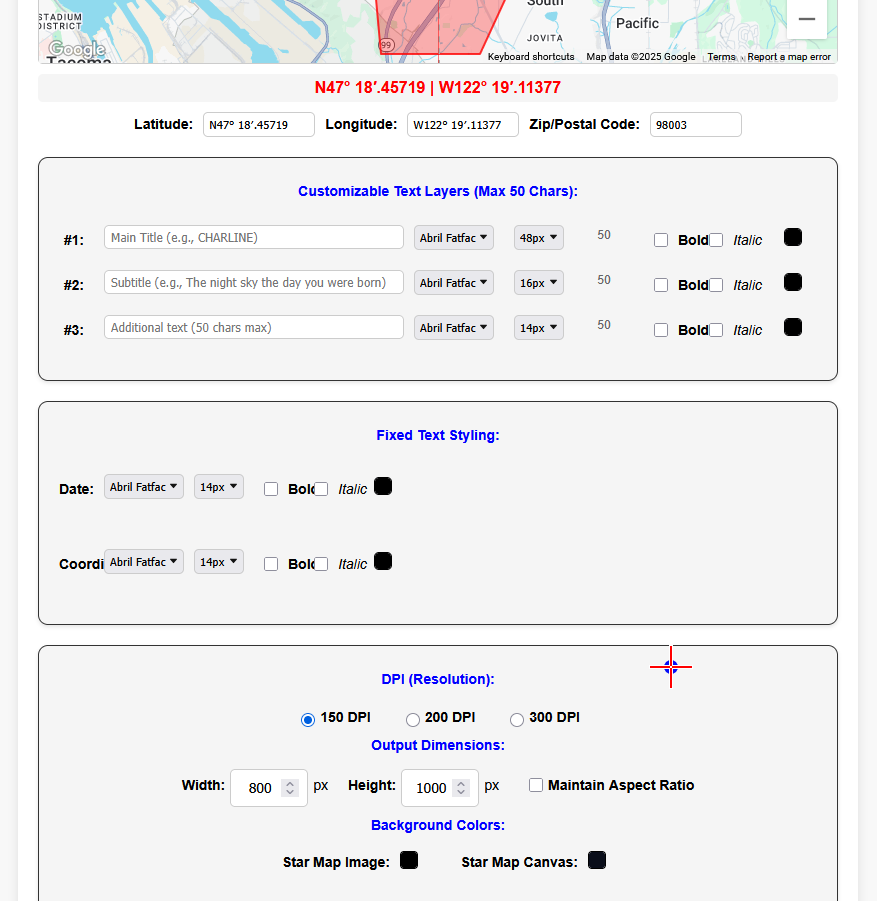 STADIUM
DISTRICT
South
Pacific
JOVITA
99
Google
Tacoma
Keyboard shortcuts Map data ©2025 Google Terms Report a map error
N47° 18′.45719 | W122° 19′.11377
Latitude: N47° 18′.45719 Longitude: W122° 19′.11377 Zip/Postal Code: 98003
Customizable Text Layers (Max 50 Chars):
#1: Main Title (e.g., CHARLINE) Abril Fatfac 48px 50 Bold Italic
#2: Subtitle (e.g., The night sky the day you were born) Abril Fatfac 16px 50 Bold Italic
#3: Additional text (50 chars max) Abril Fatfac 14px 50 Bold Italic
Fixed Text Styling:
Date: Abril Fatfac 14px Bold Italic
Coordi Abril Fatfac 14px Bold Italic
DPI (Resolution):
150 DPI 200 DPI 300 DPI
Output Dimensions:
Width: 800 px Height: 1000 px Maintain Aspect Ratio
Background Colors:
Star Map Image: Star Map Canvas: